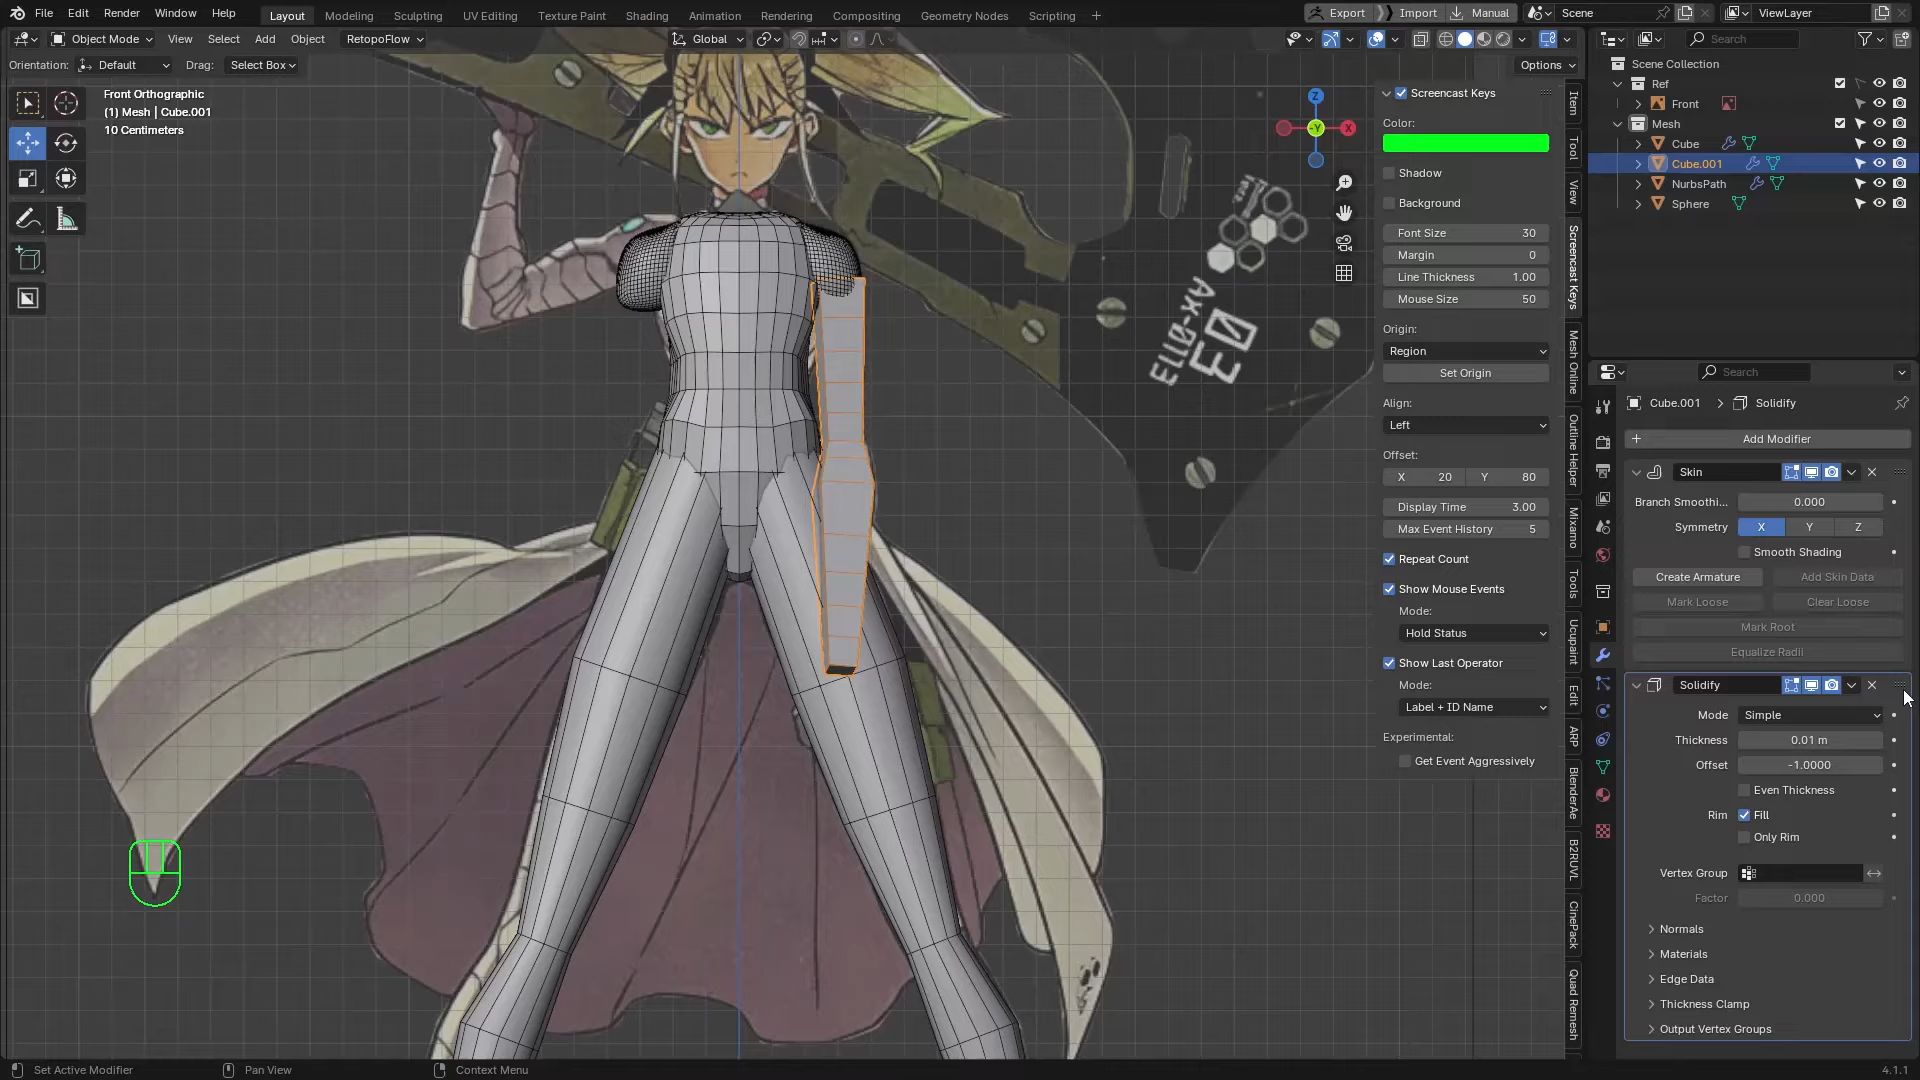 File Edit Render Window Help Layout Modeling Sculpting UV Editing Texture Paint Shading Animation Rendering Compositing Geometry Nodes Scripting + Export Import Manual Scene ViewLayer
Object Mode View Select Add Object RetopoFlow Global Search
Orientation: Default Drag: Select Box Options
Scene Collection
Ref
Front
Mesh
Cube
Cube.001
NurbsPath
Sphere
Front Orthographic
(1) Mesh | Cube.001
10 Centimeters
Z
-Y
X
Ax-0113
03
Screencast Keys
Color:
Shadow
Background
Font Size 30
Margin 0
Line Thickness 1.00
Mouse Size 50
Origin:
Region
Set Origin
Align:
Left
Offset:
X 20 Y 80
Display Time 3.00
Max Event History 5
Repeat Count
Show Mouse Events
Mode:
Hold Status
Show Last Operator
Mode:
Label + ID Name
Experimental:
Get Event Aggressively
Item
Tool
View
Screencast Keys
Mesh Online
Outline Helper
Mixamo
Tools
Ucupaint
Edit
ARP
BlenderAe
B2RUVL
CinePack
Quad Remesh
Search
Cube.001 > Solidify
+ Add Modifier
Skin
Branch Smoothi... 0.000
Symmetry X Y Z
Smooth Shading
Create Armature Add Skin Data
Mark Loose Clear Loose
Mark Root
Equalize Radii
Solidify
Mode Simple
Thickness 0.01 m
Offset -1.0000
Even Thickness
Rim Fill
Only Rim
Vertex Group
Factor 0.000
Normals
Materials
Edge Data
Thickness Clamp
Output Vertex Groups
Set Active Modifier Pan View Context Menu 4.1.1